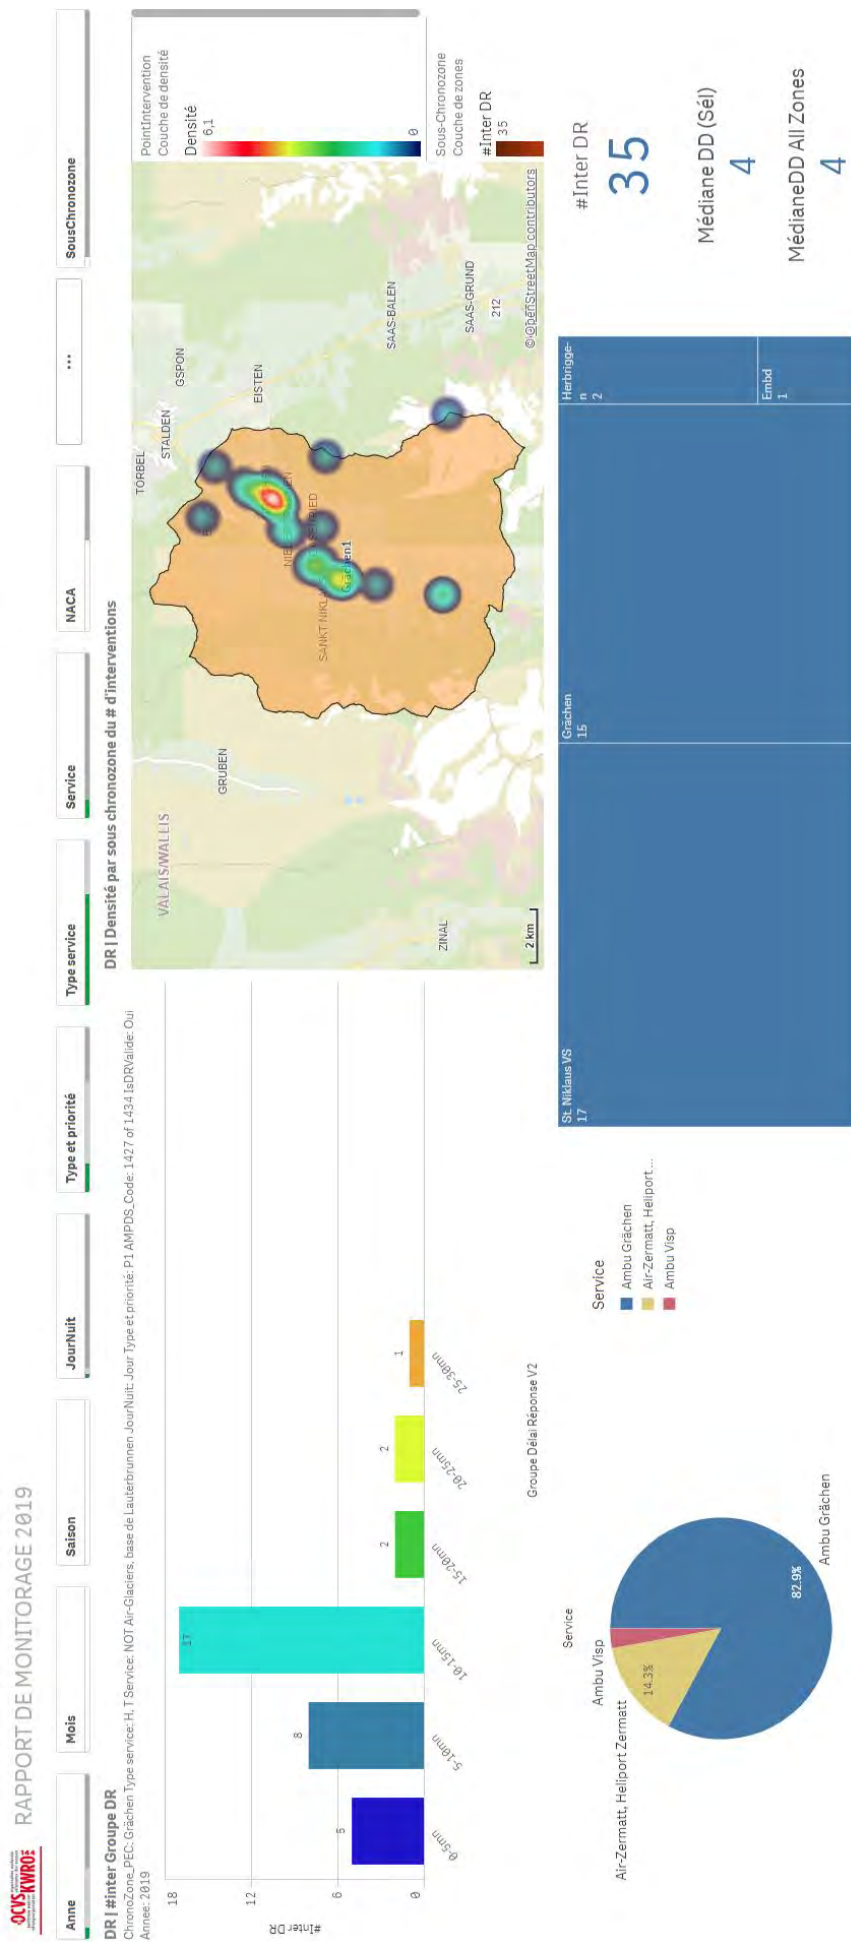 OCVS
KWRO
RAPPORT DE MONITORAGE 2019
Anne
Mois
Saison
JourNuit
Type et priorité
Type service
Service
NACA
...
SousChronozone
DR | #inter Groupe DR
ChronoZone_PEC: Grächen Type service: H, T Service: NOT Air-Glaciers, base de Lauterbrunnen JourNuit: Jour Type et priorité: P1 AMPDS_Code: 1427 of 1434 IsDRValide: Oui
Annee: 2019
#Inter DR
18
12
6
0
5
8
17
2
2
1
0-5mn
5-10mn
10-15mn
15-20mn
20-25mn
25-30mn
Groupe Délai Réponse V2
DR | Densité par sous chronozone du # d'interventions
VALAIS/WALLIS
GRUBEN
ZINAL
TÖRBEL
STALDEN
GSPON
EISTEN
SANKT NIKL
Grächen1
SAAS-BALEN
SAAS-GRUND
212
2 km
© OpenStreetMap contributors
PointIntervention
Couche de densité
Densité
6,1
0
Sous-Chronozone
Couche de zones
#Inter DR
35
Service
Ambu Visp
Air-Zermatt, Heliport Zermatt
14.3%
82.9%
Ambu Grächen
Service
Ambu Grächen
Air-Zermatt, Heliport ...
Ambu Visp
St. Niklaus VS
17
Grächen
15
Herbrigge-
n
2
Embd
1
#Inter DR
35
Médiane DD (Sél)
4
MédianeDD All Zones
4